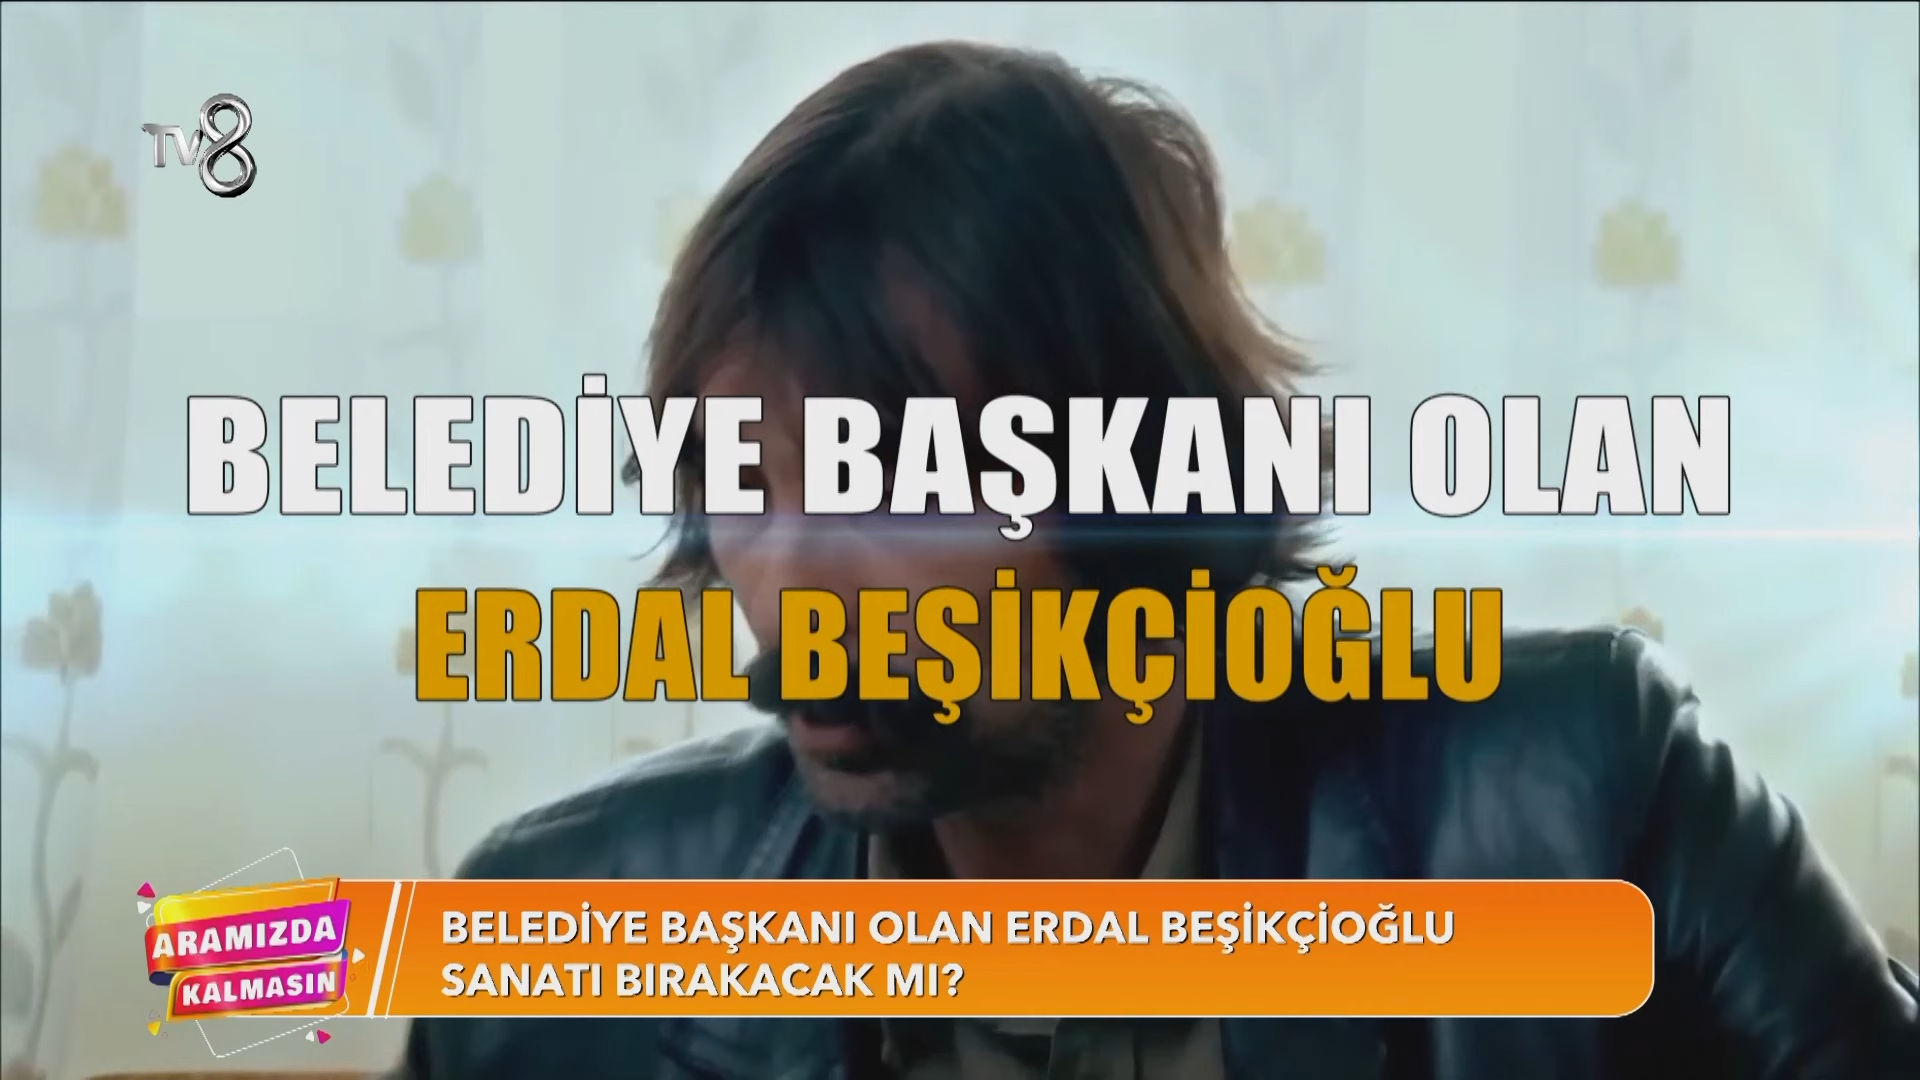 TV8
BELEDİYE BAŞKANI OLAN
ERDAL BEŞİKÇİOĞLU
ARAMIZDA
KALMASIN
BELEDİYE BAŞKANI OLAN ERDAL BEŞİKÇİOĞLU
SANATI BIRAKACAK MI?